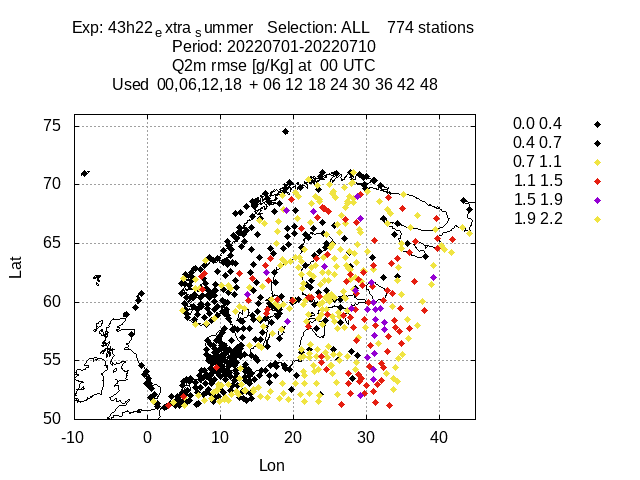 Exp: 43h22extrasummer Selection: ALL 774 stations
Period: 20220701-20220710
Q2m rmse [g/Kg] at 00 UTC
Used 00,06,12,18 + 06 12 18 24 30 36 42 48
0.0 0.4
0.4 0.7
0.7 1.1
1.1 1.5
1.5 1.9
1.9 2.2
75
70
65
60
55
50
Lat
-10 0 10 20 30 40
Lon